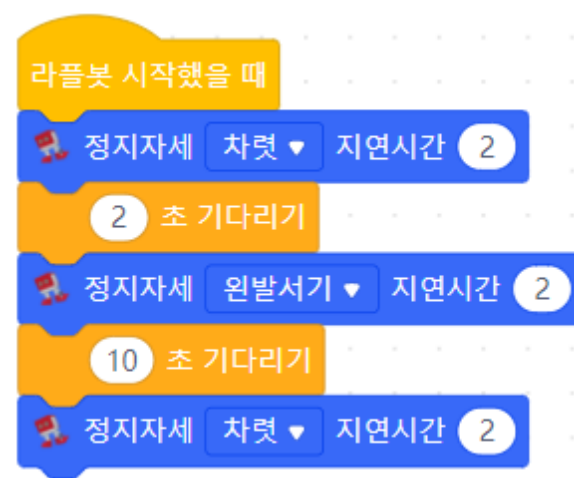 라플봇 시작했을 때
정지자세 차렷 지연시간 2
2 초 기다리기
정지자세 왼발서기 지연시간 2
10 초 기다리기
정지자세 차렷 지연시간 2